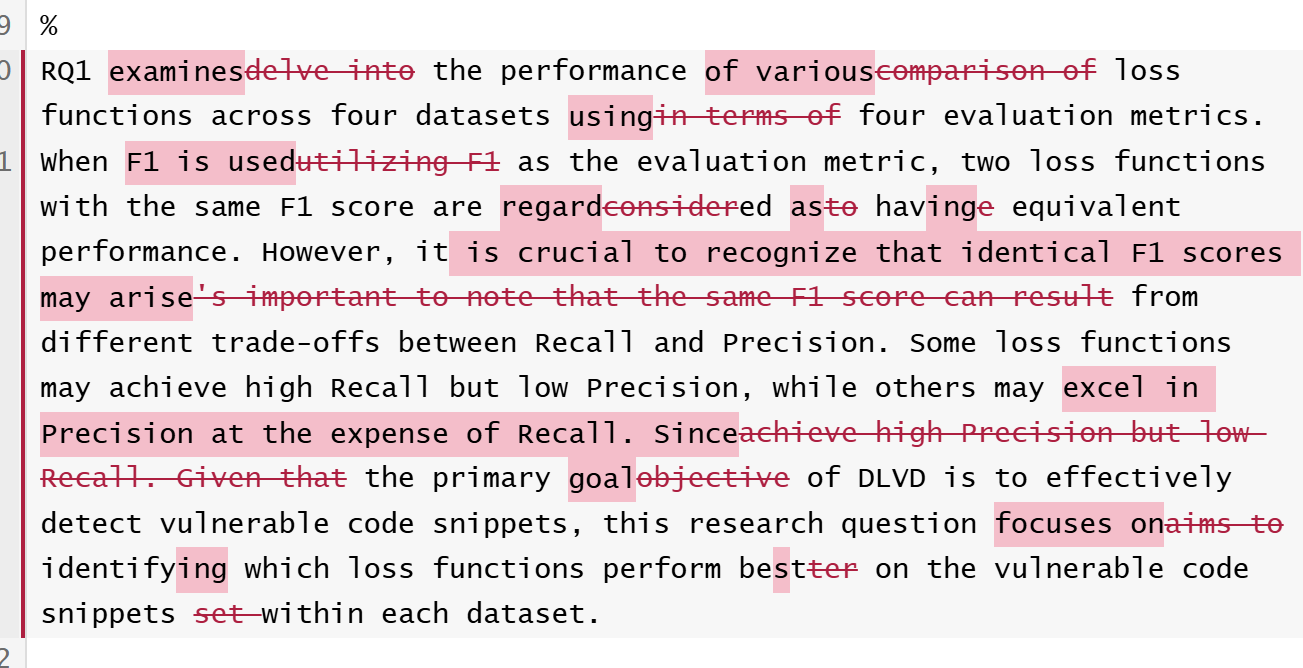 9 %
0 RQ1 examinesdelve into the performance of variouscomparison of loss
functions across four datasets usingin terms of four evaluation metrics.
1 When F1 is usedutilizing F1 as the evaluation metric, two loss functions
with the same F1 score are regardconsidered asto havinge equivalent
performance. However, it is crucial to recognize that identical F1 scores
may arise's important to note that the same F1 score can result from
different trade-offs between Recall and Precision. Some loss functions
may achieve high Recall but low Precision, while others may excel in
Precision at the expense of Recall. Sinceachieve high Precision but low
Recall. Given that the primary goalobjective of DLVD is to effectively
detect vulnerable code snippets, this research question focuses onaims to
identifying which loss functions perform bestter on the vulnerable code
snippets set within each dataset.
2